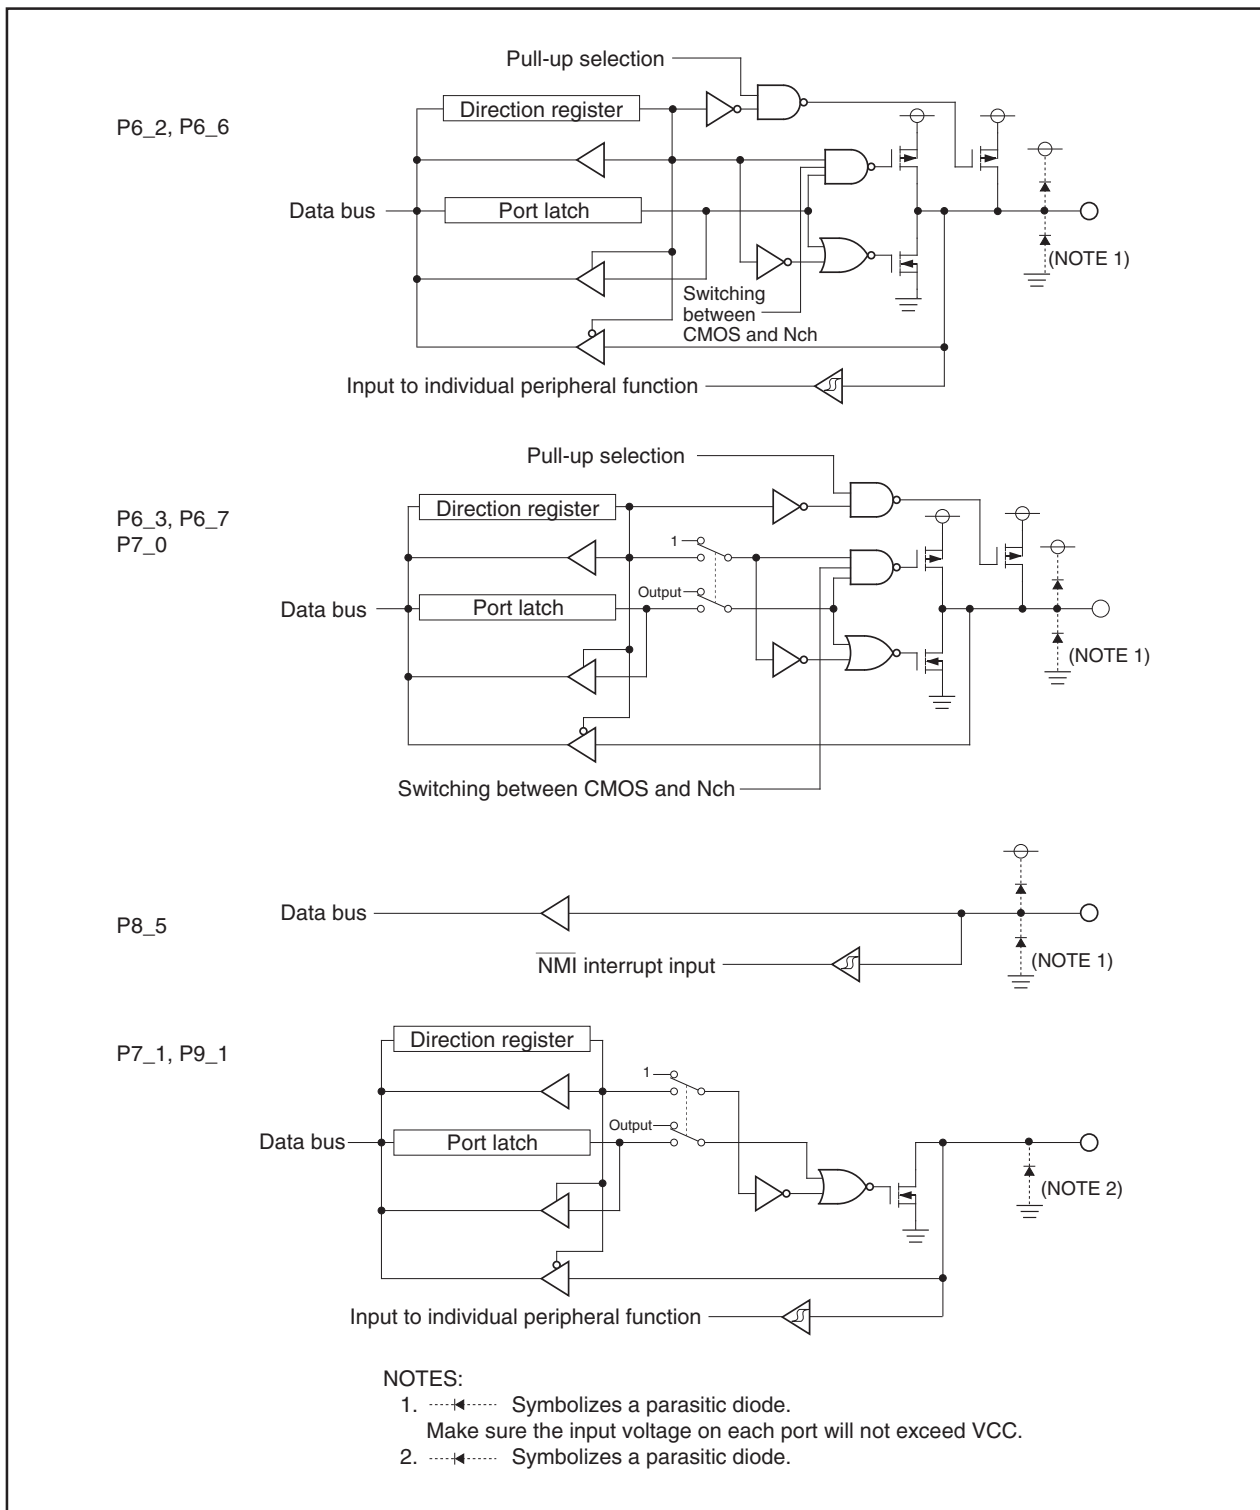 Pull-up selection
P6_2, P6_6
Direction register
Data bus
Port latch
(NOTE 1)
Switching
between
CMOS and Nch
Input to individual peripheral function
Pull-up selection
P6_3, P6_7
P7_0
Direction register
1
Output
Data bus
Port latch
(NOTE 1)
Switching between CMOS and Nch
P8_5
Data bus
NMI interrupt input
(NOTE 1)
P7_1, P9_1
Direction register
1
Output
Data bus
Port latch
(NOTE 2)
Input to individual peripheral function
NOTES:
1. Symbolizes a parasitic diode.
Make sure the input voltage on each port will not exceed VCC.
2. Symbolizes a parasitic diode.